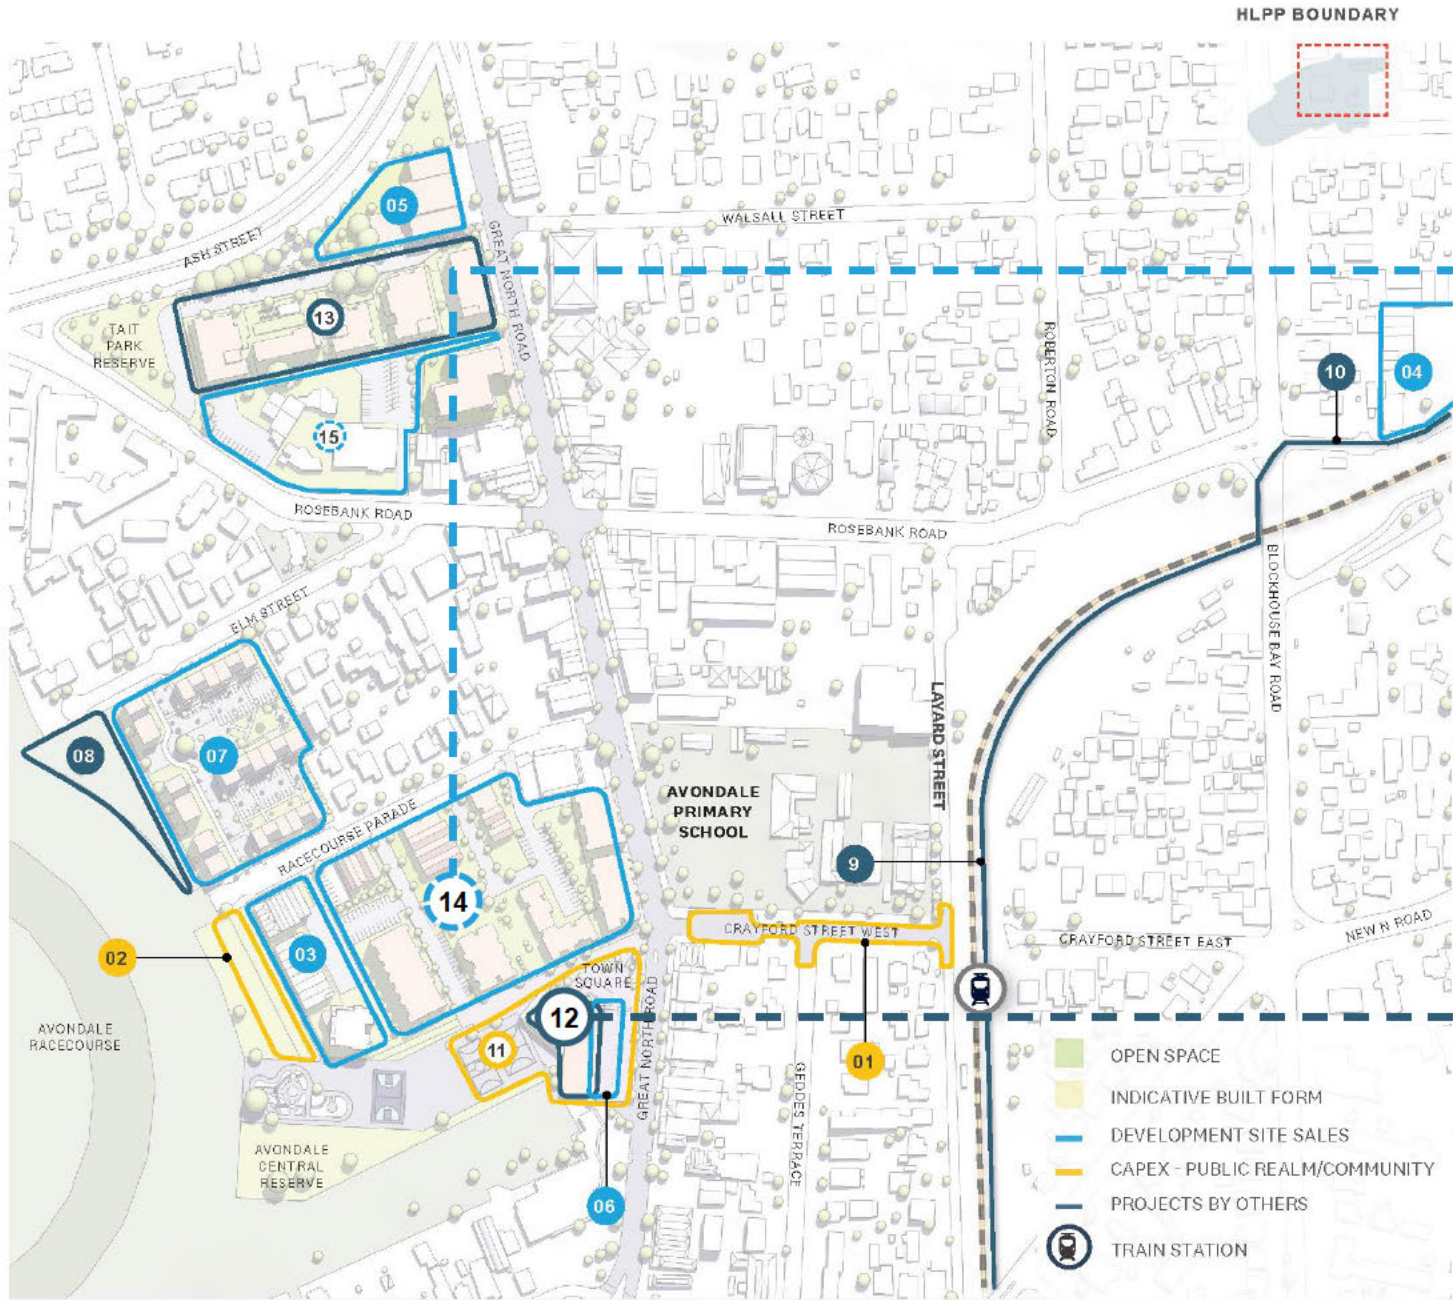 HLPP BOUNDARY
05
WALSALL STREET
GREAT NORTH ROAD
ASH STREET
13
TAIT
PARK
RESERVE
ROBERTON ROAD
10
04
15
ROSEBANK ROAD
ROSEBANK ROAD
BLOCKHOUSE BAY ROAD
ELM STREET
LAYARD STREET
08
07
AVONDALE
PRIMARY
SCHOOL
RACECOURSE PARADE
9
14
CRAYFORD STREET WEST
CRAYFORD STREET EAST
NEW N ROAD
02
03
TOWN
SQUARE
12
11
GREAT NORTH ROAD
AVONDALE
RACECOURSE
01
GEDDES TERRACE
AVONDALE
CENTRAL
RESERVE
06
OPEN SPACE
INDICATIVE BUILT FORM
DEVELOPMENT SITE SALES
CAPEX - PUBLIC REALM/COMMUNITY
PROJECTS BY OTHERS
TRAIN STATION